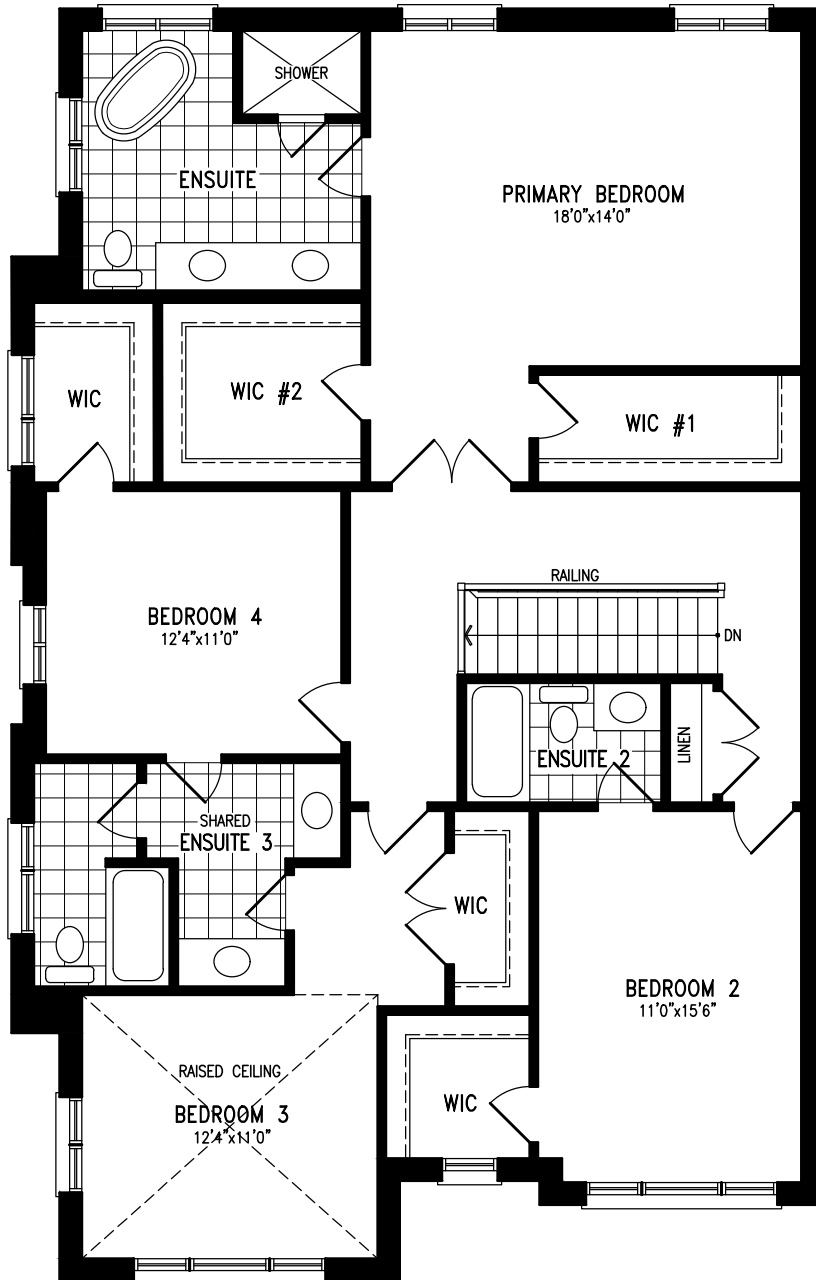 SHOWER
ENSUITE
PRIMARY BEDROOM
18'0"x14'0"
WIC
WIC #2
WIC #1
RAILING
BEDROOM 4
12'4"x11'0"
DN
LINEN
ENSUITE 2
SHARED
ENSUITE 3
WIC
BEDROOM 2
11'0"x15'6"
RAISED CEILING
BEDROOM 3
12'4"x11'0"
WIC